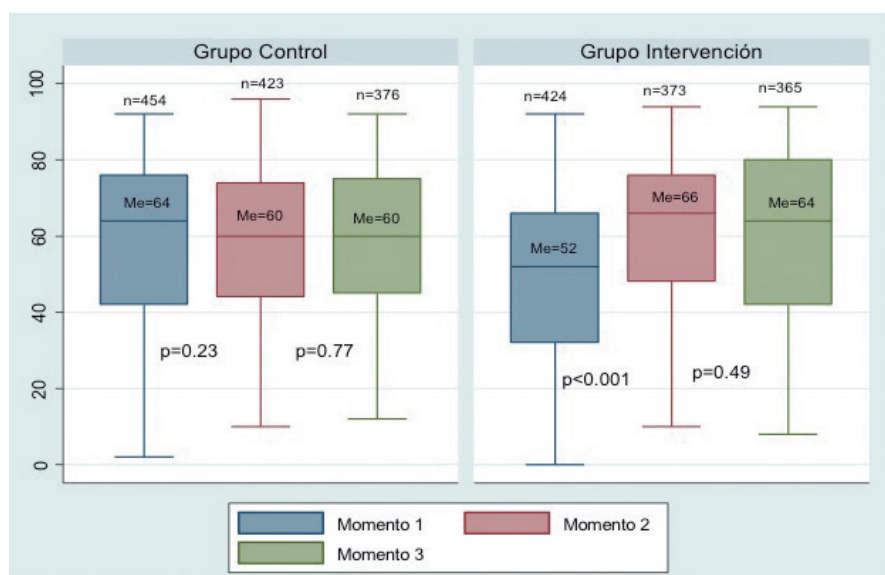 Grupo Control
Grupo Intervención
100
80
60
40
20
0
n=454
n=423
n=376
Me=64
Me=60
Me=60
p=0.23
p=0.77
n=424
n=373
n=365
Me=52
Me=66
Me=64
p<0.001
p=0.49
Momento 1
Momento 2
Momento 3